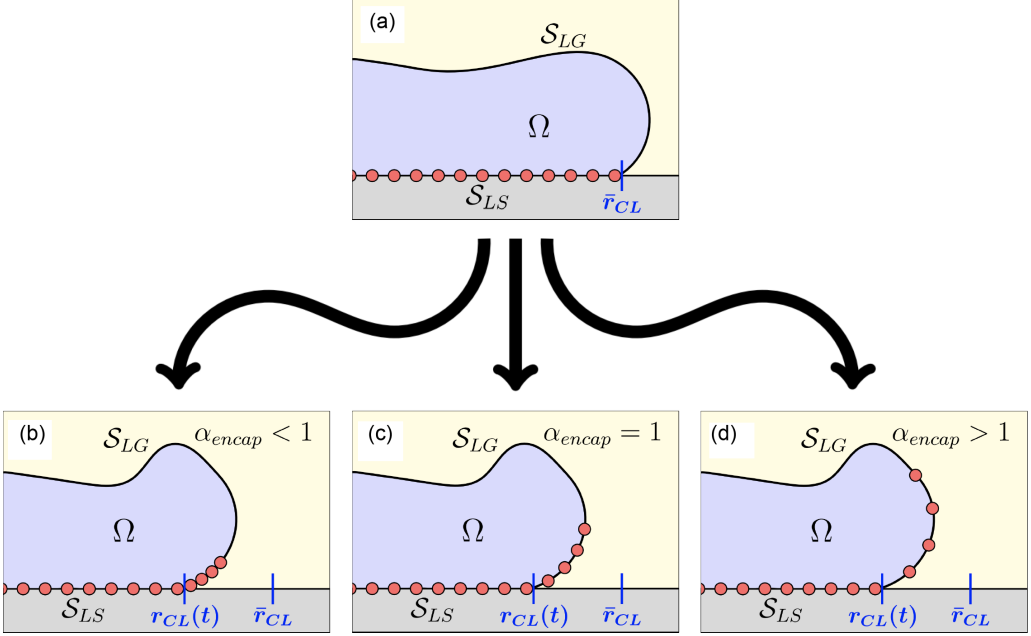 (a)
𝒮_LG
Ω
𝒮_LS
r̄_CL
(b)
𝒮_LG
α_encap < 1
Ω
𝒮_LS
r_CL(t)
r̄_CL
(c)
𝒮_LG
α_encap = 1
Ω
𝒮_LS
r_CL(t)
r̄_CL
(d)
𝒮_LG
α_encap > 1
Ω
𝒮_LS
r_CL(t)
r̄_CL